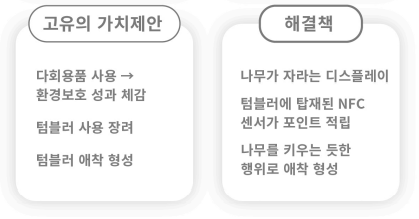 고유의 가치제안
다회용품 사용 →
환경보호 성과 체감
텀블러 사용 장려
텀블러 애착 형성
해결책
나무가 자라는 디스플레이
텀블러에 탑재된 NFC
센서가 포인트 적립
나무를 키우는 듯한
행위로 애착 형성